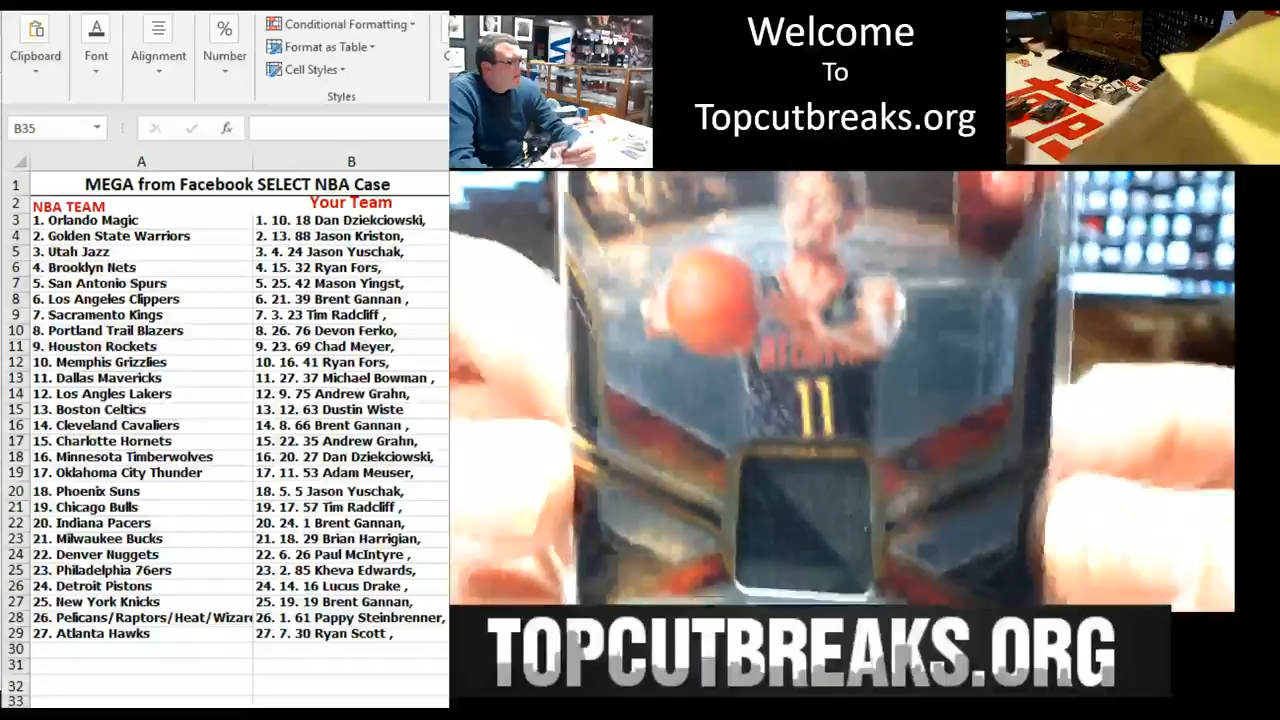 Clipboard
Font
Alignment
Number
Conditional Formatting
Format as Table
Cell Styles
Styles
B35
fx
A B
1 MEGA from Facebook SELECT NBA Case
2 NBA TEAM Your Team
3 1. Orlando Magic 1. 10. 18 Dan Dziekciowski,
4 2. Golden State Warriors 2. 13. 88 Jason Kriston,
5 3. Utah Jazz 3. 4. 24 Jason Yuschak,
6 4. Brooklyn Nets 4. 15. 32 Ryan Fors,
7 5. San Antonio Spurs 5. 25. 42 Mason Yingst,
8 6. Los Angeles Clippers 6. 21. 39 Brent Gannan ,
9 7. Sacramento Kings 7. 3. 23 Tim Radcliff ,
10 8. Portland Trail Blazers 8. 26. 76 Devon Ferko,
11 9. Houston Rockets 9. 23. 69 Chad Meyer,
12 10. Memphis Grizzlies 10. 16. 41 Ryan Fors,
13 11. Dallas Mavericks 11. 27. 37 Michael Bowman ,
14 12. Los Angles Lakers 12. 9. 75 Andrew Grahn,
15 13. Boston Celtics 13. 12. 63 Dustin Wiste
16 14. Cleveland Cavaliers 14. 8. 66 Brent Gannan ,
17 15. Charlotte Hornets 15. 22. 35 Andrew Grahn,
18 16. Minnesota Timberwolves 16. 20. 27 Dan Dziekciowski,
19 17. Oklahoma City Thunder 17. 11. 53 Adam Meuser,
20 18. Phoenix Suns 18. 5. 5 Jason Yuschak,
21 19. Chicago Bulls 19. 17. 57 Tim Radcliff ,
22 20. Indiana Pacers 20. 24. 1 Brent Gannan,
23 21. Milwaukee Bucks 21. 18. 29 Brian Harrigian,
24 22. Denver Nuggets 22. 6. 26 Paul McIntyre ,
25 23. Philadelphia 76ers 23. 2. 85 Kheva Edwards,
26 24. Detroit Pistons 24. 14. 16 Lucus Drake ,
27 25. New York Knicks 25. 19. 19 Brent Gannan,
28 26. Pelicans/Raptors/Heat/Wizard 26. 1. 61 Pappy Steinbrenner,
29 27. Atlanta Hawks 27. 7. 30 Ryan Scott ,
30
31
32
33
Welcome
To
Topcutbreaks.org
ATLANTA
11
TOPCUTBREAKS.ORG